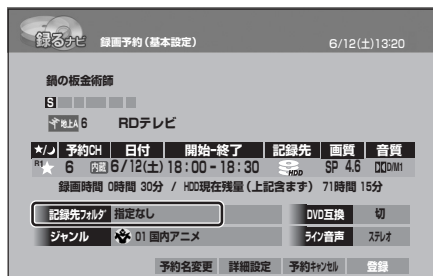 録るナビ 録画予約(基本設定) 6/12(土)13:20
鍋の板金術師
S
地上A 6 RDテレビ
★/☽ 予約CH 日付 開始-終了 記録先 画質 音質
R1 6 内蔵 6/12(土) 18:00-18:30 HDD SP 4.6 DD D/M1
録画時間 0時間 30分 / HDD現在残量(上記含まず) 71時間 15分
記録先フォルダ 指定なし DVD互換 切
ジャンル 01 国内アニメ ライン音声 ステレオ
予約名変更 詳細設定 予約キャンセル 登録